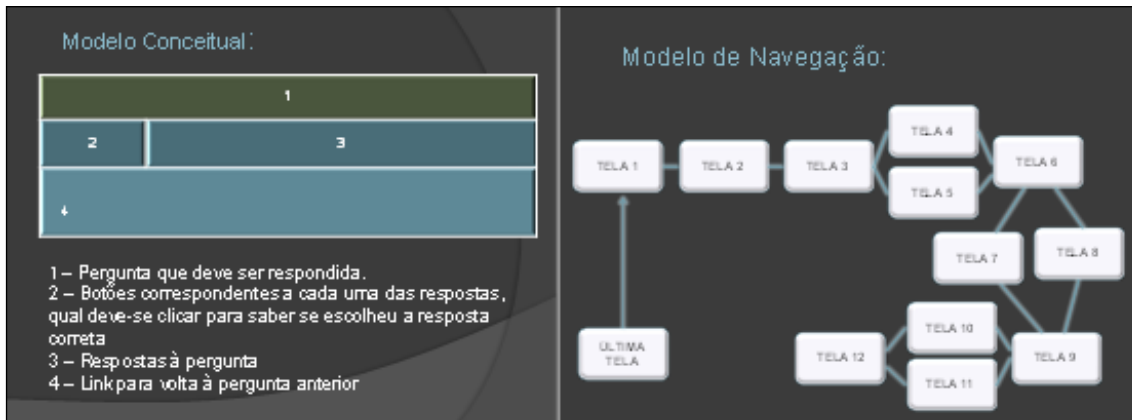 Modelo Conceitual:
1
2
3
4
1 – Pergunta que deve ser respondida.
2 – Botões correspondentes a cada uma das respostas,
qual deve-se clicar para saber se escolheu a resposta
correta
3 – Respostas à pergunta
4 – Link para volta à pergunta anterior
Modelo de Navegação:
TELA 1
TELA 2
TELA 3
TELA 4
TELA 5
TELA 6
TELA 7
TELA 8
TELA 9
TELA 10
TELA 11
TELA 12
ÚLTIMA
TELA